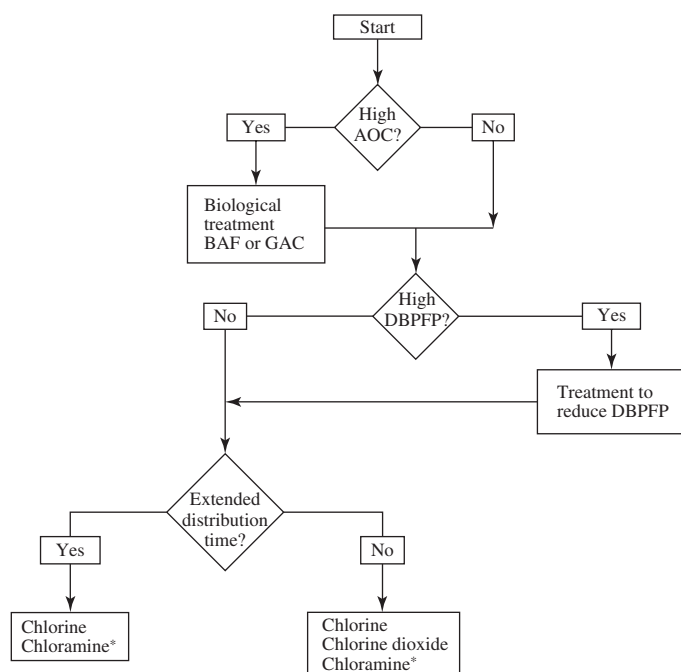 Start
High
AOC?
Yes
No
Biological
treatment
BAF or GAC
High
DBPFP?
No
Yes
Treatment to
reduce DBPFP
Extended
distribution
time?
Yes
No
Chlorine
Chloramine*
Chlorine
Chlorine dioxide
Chloramine*